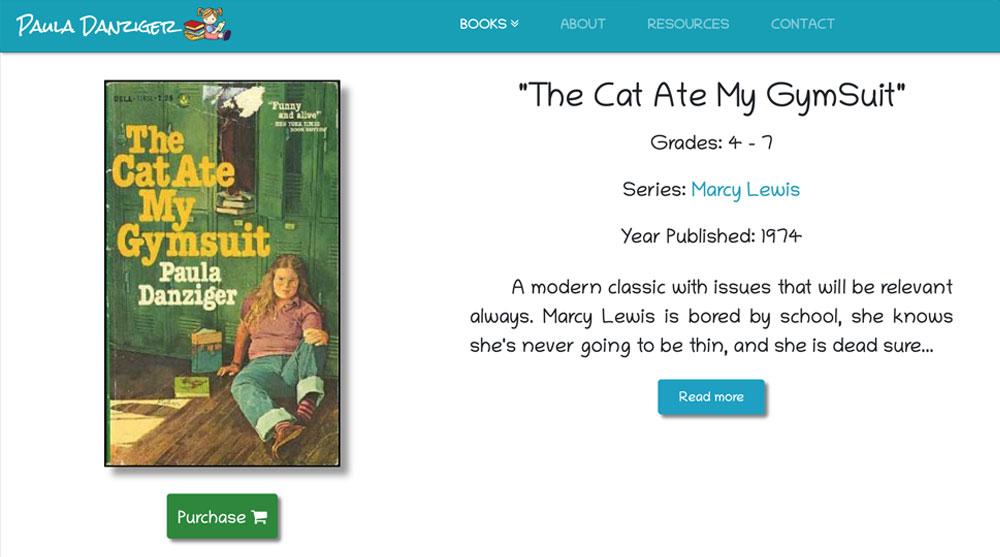 Paula Danziger
BOOKS
ABOUT
RESOURCES
CONTACT
DELL
1.25
"Funny
and alive"
NEW YORK TIMES
BOOK REVIEW
The
Cat Ate
My
Gymsuit
Paula
Danziger
Purchase
"The Cat Ate My GymSuit"
Grades: 4 - 7
Series: Marcy Lewis
Year Published: 1974
A modern classic with issues that will be relevant
always. Marcy Lewis is bored by school, she knows
she's never going to be thin, and she is dead sure...
Read more